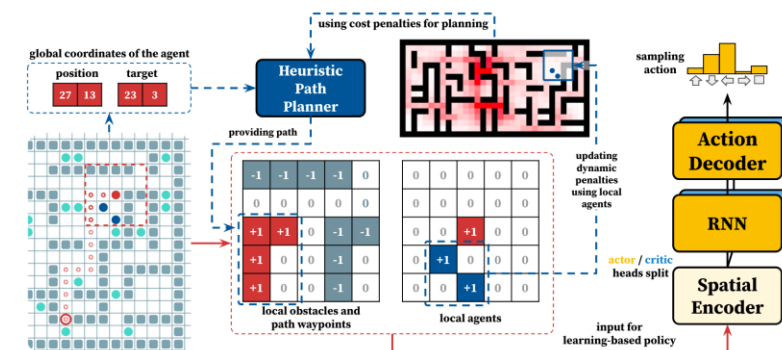 using cost penalties for planning
global coordinates of the agent
position target
27 13 23 3
Heuristic
Path
Planner
sampling
action
providing path
updating
dynamic
penalties
using local
agents
-1 -1 -1 -1 0
0 0 0 0 0
+1 +1 0 -1 -1
+1 0 0 -1 0
+1 0 0 -1 0
local obstacles and
path waypoints
0 0 0 0 0
0 0 0 0 0
0 0 +1 0 0
0 +1 0 0 0
0 0 +1 0 0
local agents
Action
Decoder
RNN
actor / critic
heads split
Spatial
Encoder
input for
learning-based policy